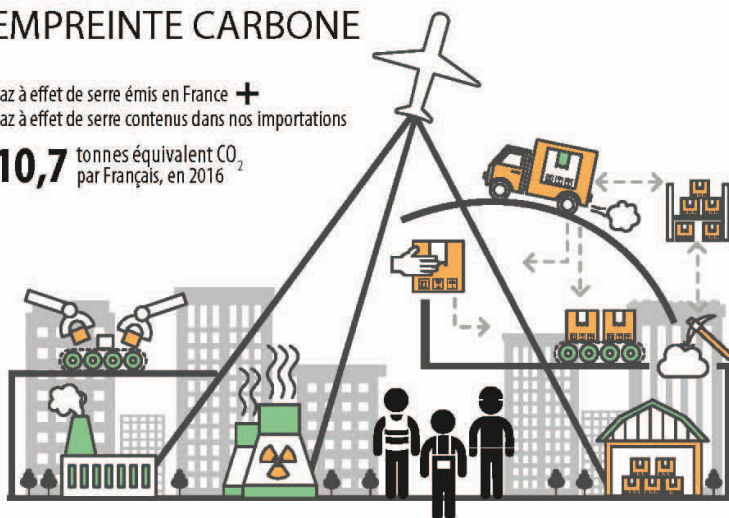 EMPREINTE CARBONE
az à effet de serre émis en France +
az à effet de serre contenus dans nos importations
10,7 tonnes équivalent CO₂
par Français, en 2016